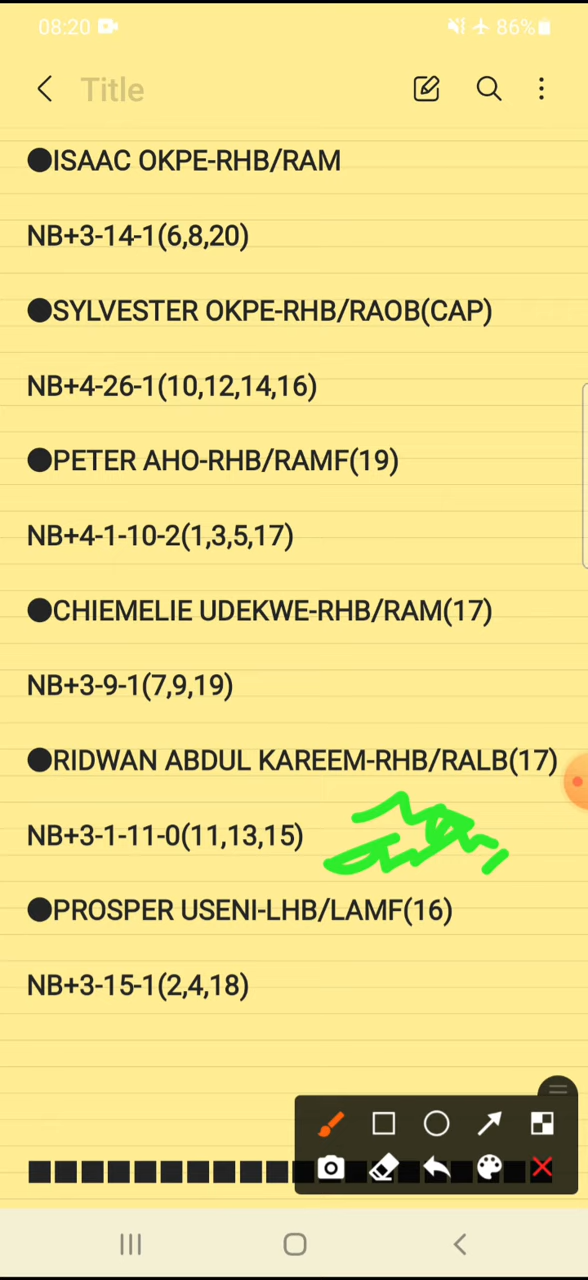 08:20
86%
Title
●ISAAC OKPE-RHB/RAM
NB+3-14-1(6,8,20)
●SYLVESTER OKPE-RHB/RAOB(CAP)
NB+4-26-1(10,12,14,16)
●PETER AHO-RHB/RAMF(19)
NB+4-1-10-2(1,3,5,17)
●CHIEMELIE UDEKWE-RHB/RAM(17)
NB+3-9-1(7,9,19)
●RIDWAN ABDUL KAREEM-RHB/RALB(17)
NB+3-1-11-0(11,13,15)
●PROSPER USENI-LHB/LAMF(16)
NB+3-15-1(2,4,18)